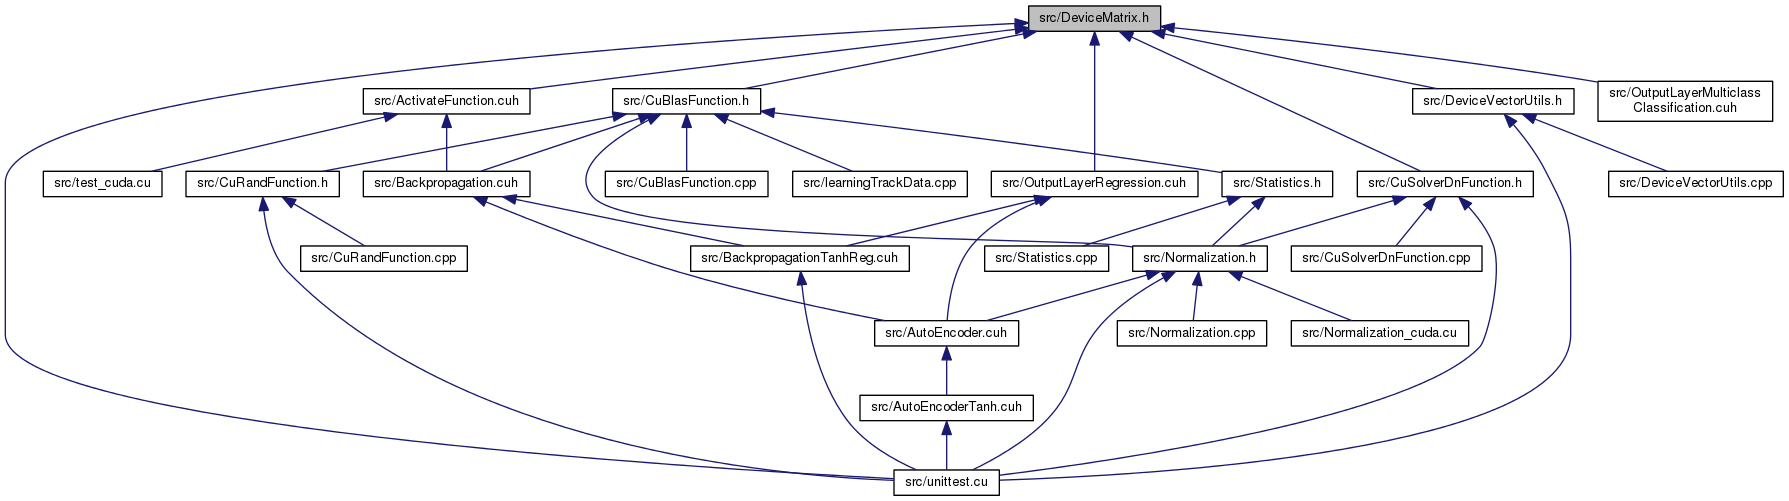 src/DeviceMatrix.h
src/ActivateFunction.cuh
src/CuBlasFunction.h
src/DeviceVectorUtils.h
src/OutputLayerMulticlass
Classification.cuh
src/test_cuda.cu
src/CuRandFunction.h
src/Backpropagation.cuh
src/CuBlasFunction.cpp
src/learningTrackData.cpp
src/OutputLayerRegression.cuh
src/Statistics.h
src/CuSolverDnFunction.h
src/DeviceVectorUtils.cpp
src/CuRandFunction.cpp
src/BackpropagationTanhReg.cuh
src/Statistics.cpp
src/Normalization.h
src/CuSolverDnFunction.cpp
src/AutoEncoder.cuh
src/Normalization.cpp
src/Normalization_cuda.cu
src/AutoEncoderTanh.cuh
src/unittest.cu